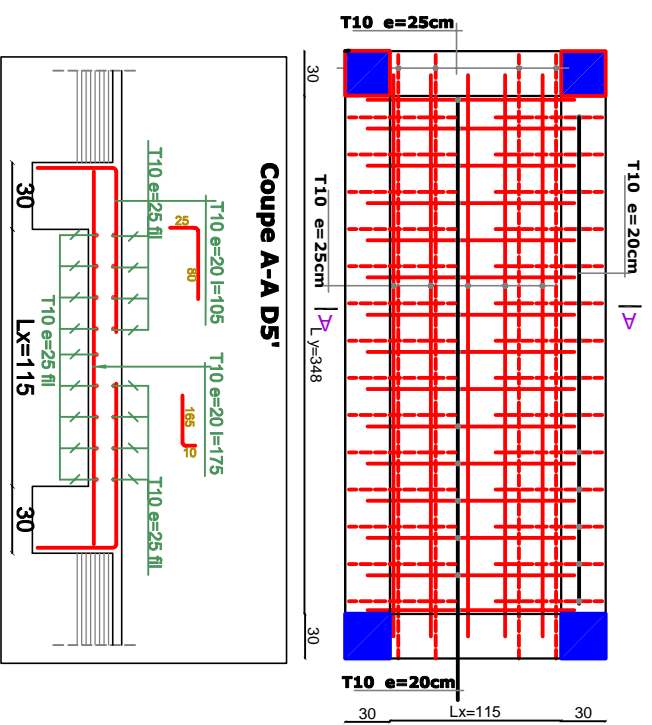 T10 e=25cm
30
T10 e=20cm
T10 e=25cm
A
A
Ly=348
30
T10 e=20cm
30
Lx=115
30
Coupe A-A D5'
T10 e=20 l=105
25
80
T10 e=25 fil
T10 e=20 l=175
165
10
T10 e=25 fil
T10 e=25 fil
30
Lx=115
30